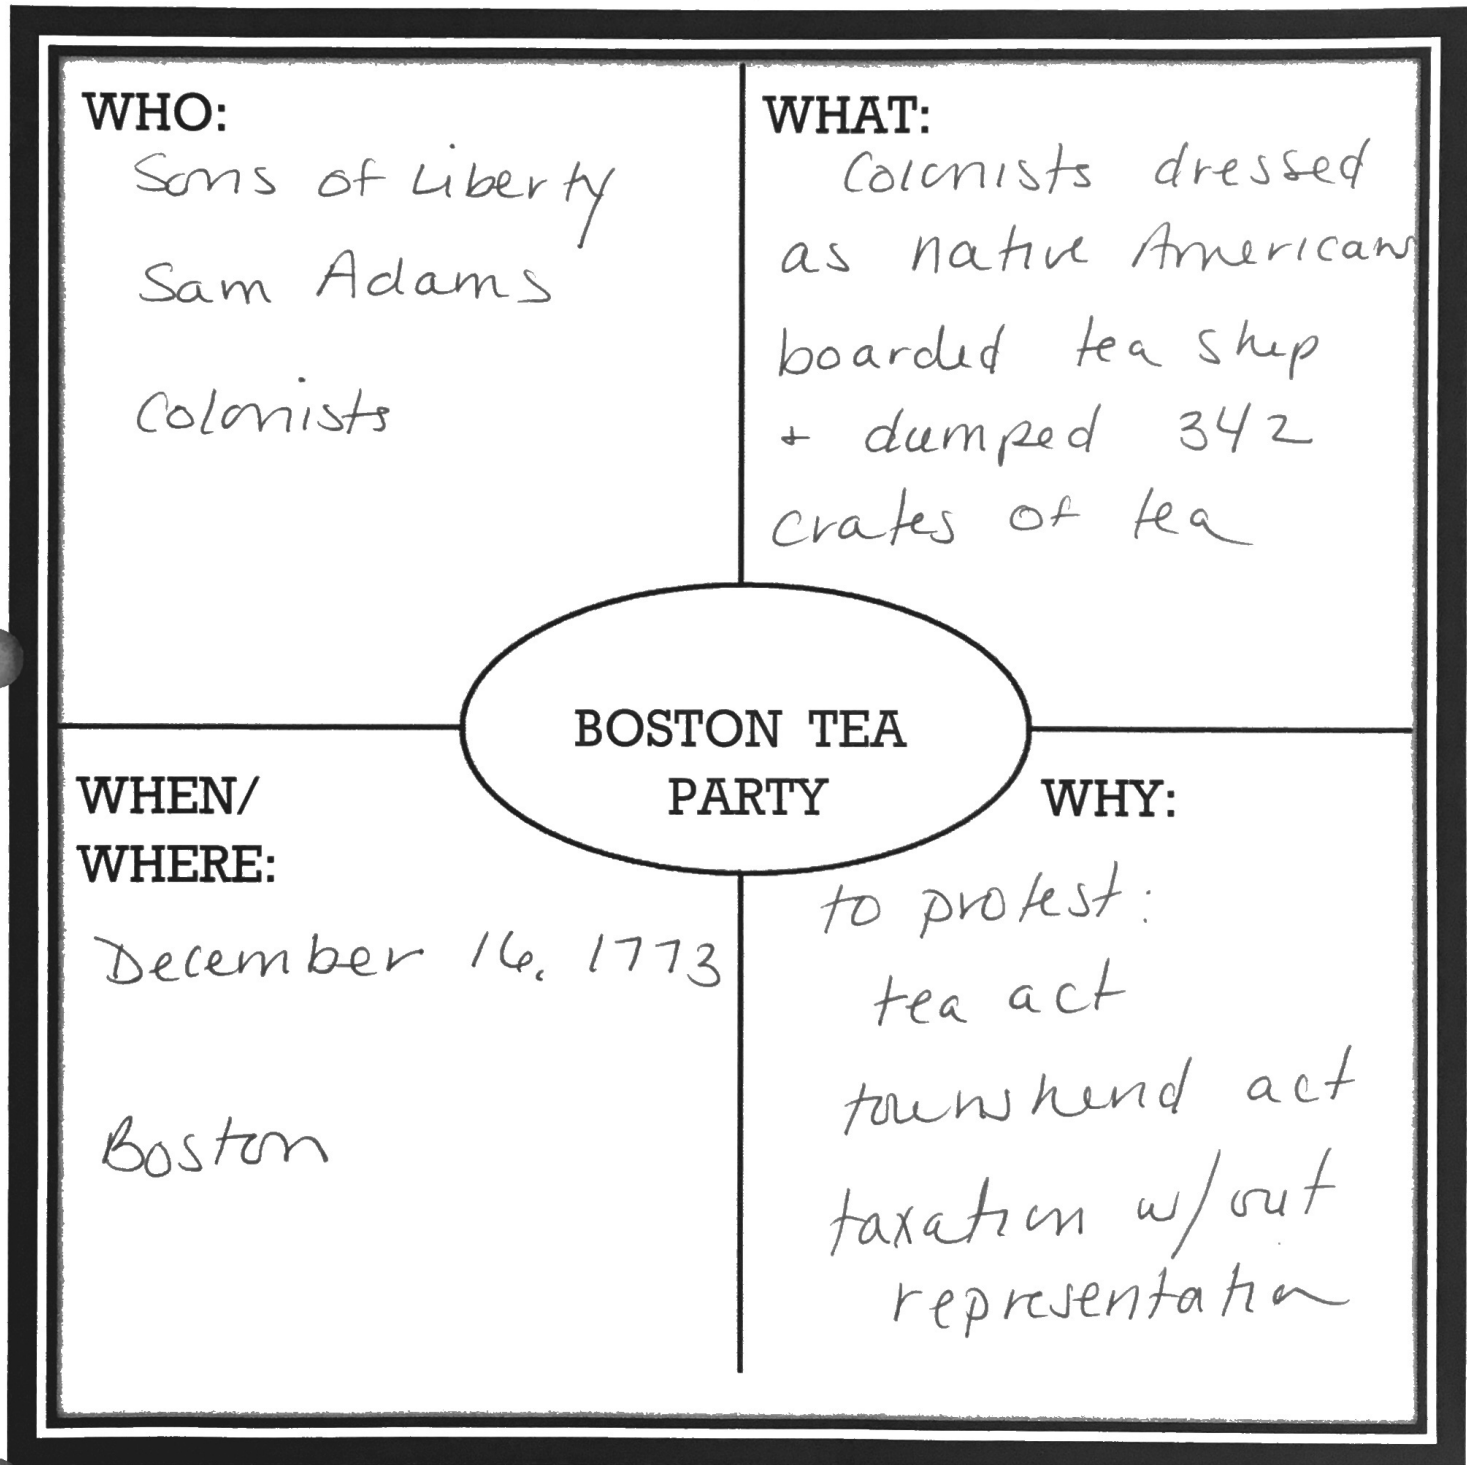 WHO:
Sons of Liberty
Sam Adams
Colonists
WHAT:
Colonists dressed
as native Americans
boarded tea ship
+ dumped 342
crates of tea
BOSTON TEA
PARTY
WHEN/
WHERE:
December 16, 1773
Boston
WHY:
to protest:
tea act
townshend act
taxation w/out
representation